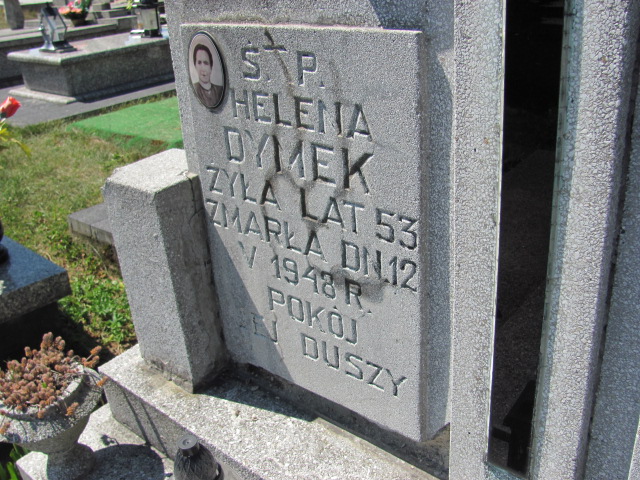 Ś. P.
HELENA
DYMEK
ŻYŁA LAT 53
ZMARŁA DN. 12
V 1948 R.
POKÓJ
JEJ DUSZY